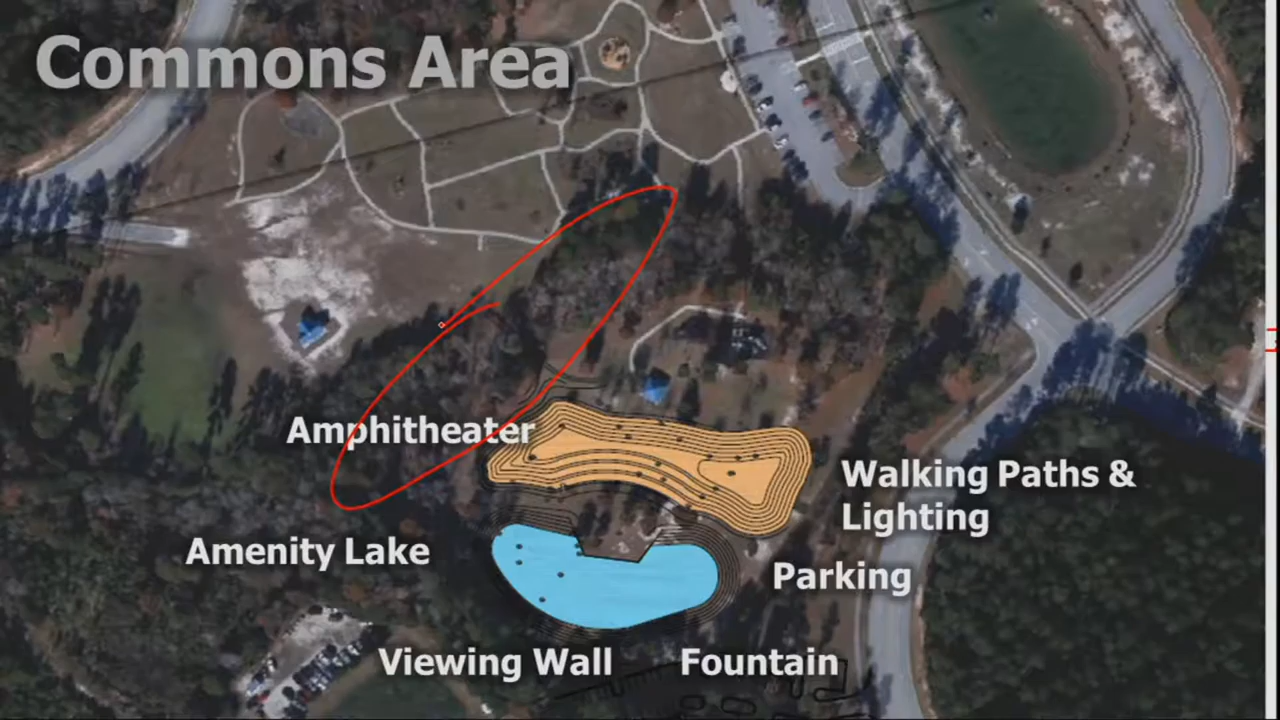 Commons Area
Amphitheater
Walking Paths &
Lighting
Amenity Lake
Parking
Viewing Wall
Fountain